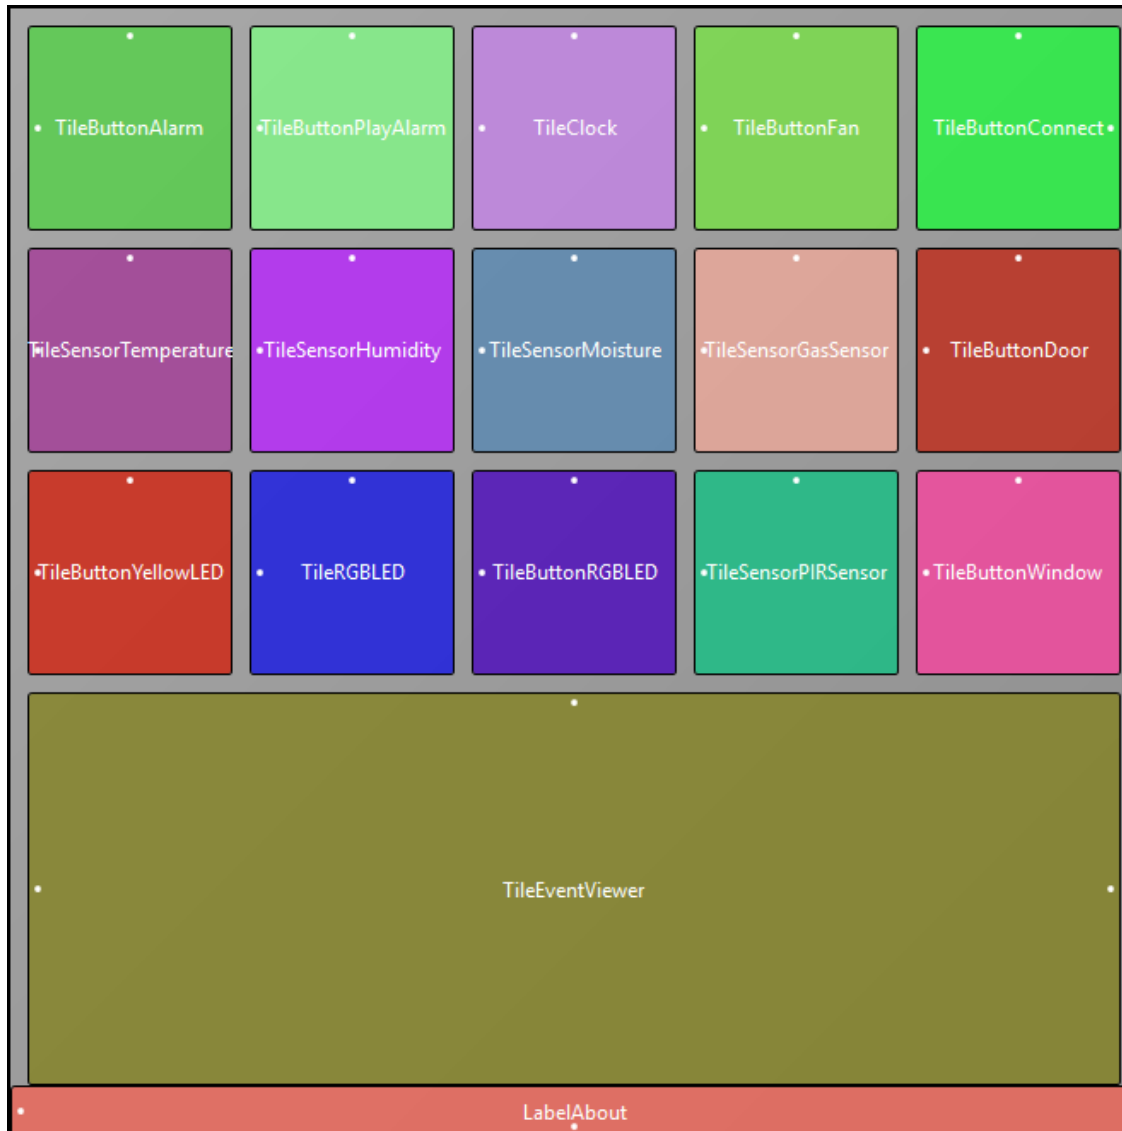 TileButtonAlarm
TileButtonPlayAlarm
TileClock
TileButtonFan
TileButtonConnect
TileSensorTemperature
TileSensorHumidity
TileSensorMoisture
TileSensorGasSensor
TileButtonDoor
TileButtonYellowLED
TileRGBLED
TileButtonRGBLED
TileSensorPIRSensor
TileButtonWindow
TileEventViewer
LabelAbout